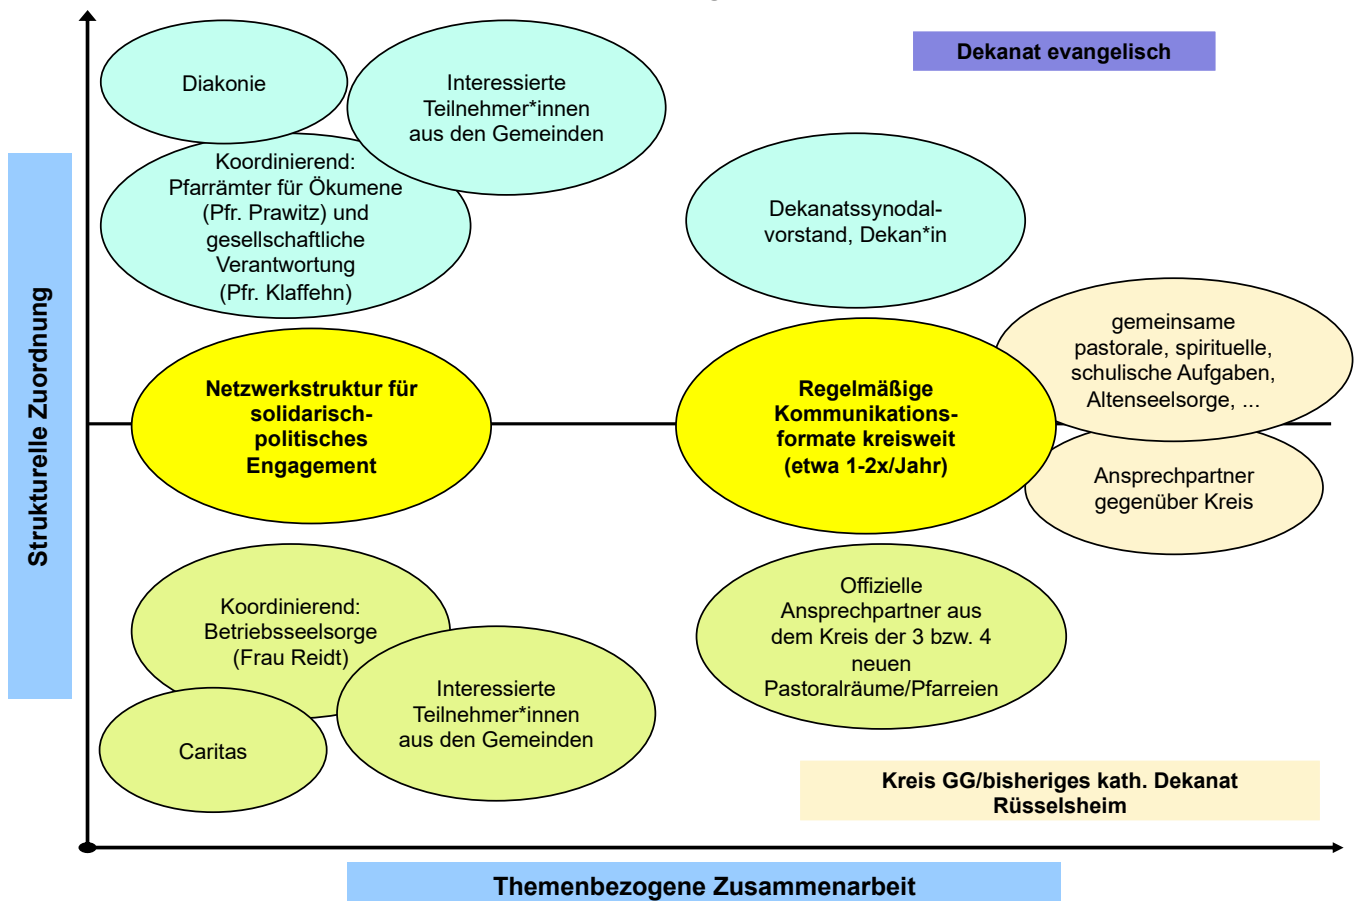 Dekanat evangelisch
Diakonie
Interessierte
Teilnehmer*innen
aus den Gemeinden
Koordinierend:
Pfarrämter für Ökumene
(Pfr. Prawitz) und
gesellschaftliche
Verantwortung
(Pfr. Klaffehn)
Dekanatssynodal-
vorstand, Dekan*in
Strukturelle Zuordnung
Netzwerkstruktur für
solidarisch-
politisches
Engagement
Regelmäßige
Kommunikations-
formate kreisweit
(etwa 1-2x/Jahr)
gemeinsame
pastorale, spirituelle,
schulische Aufgaben,
Altenseelsorge, ...
Ansprechpartner
gegenüber Kreis
Koordinierend:
Betriebsseelsorge
(Frau Reidt)
Interessierte
Teilnehmer*innen
aus den Gemeinden
Caritas
Offizielle
Ansprechpartner aus
dem Kreis der 3 bzw. 4
neuen
Pastoralräume/Pfarreien
Kreis GG/bisheriges kath. Dekanat
Rüsselsheim
Themenbezogene Zusammenarbeit